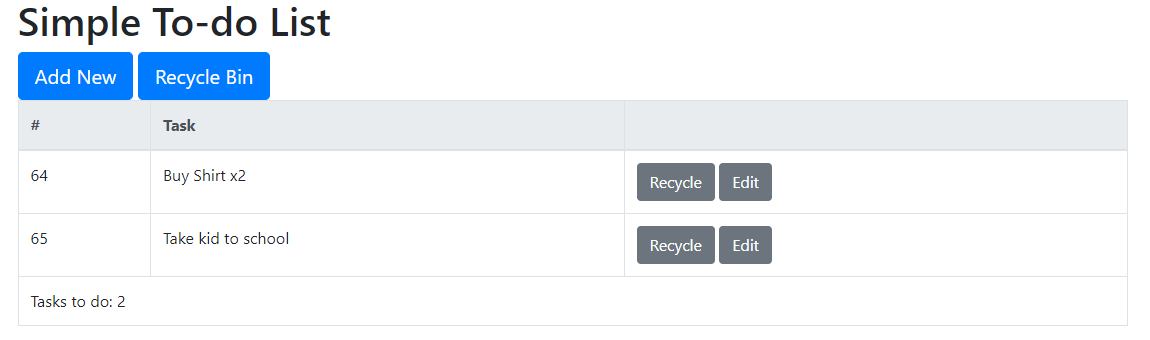 Simple To-do List
Add New Recycle Bin
# Task
64 Buy Shirt x2 Recycle Edit
65 Take kid to school Recycle Edit
Tasks to do: 2